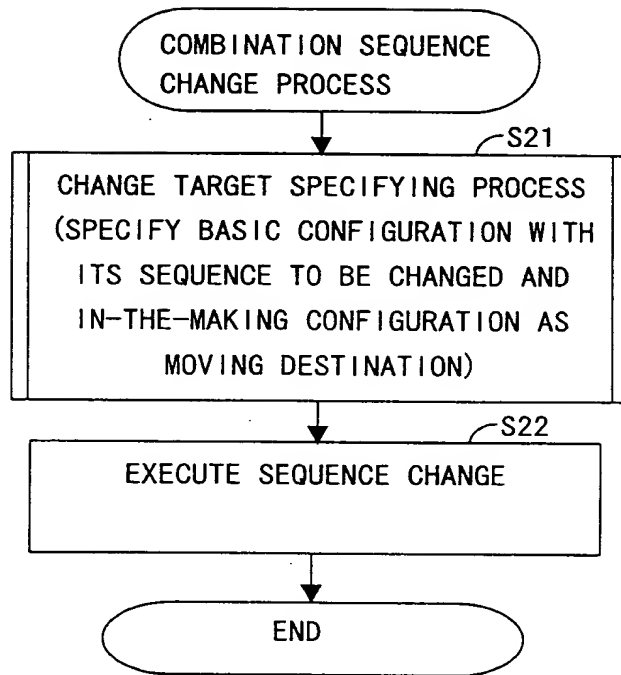 COMBINATION SEQUENCE
CHANGE PROCESS
S21
CHANGE TARGET SPECIFYING PROCESS
(SPECIFY BASIC CONFIGURATION WITH
ITS SEQUENCE TO BE CHANGED AND
IN-THE-MAKING CONFIGURATION AS
MOVING DESTINATION)
S22
EXECUTE SEQUENCE CHANGE
END